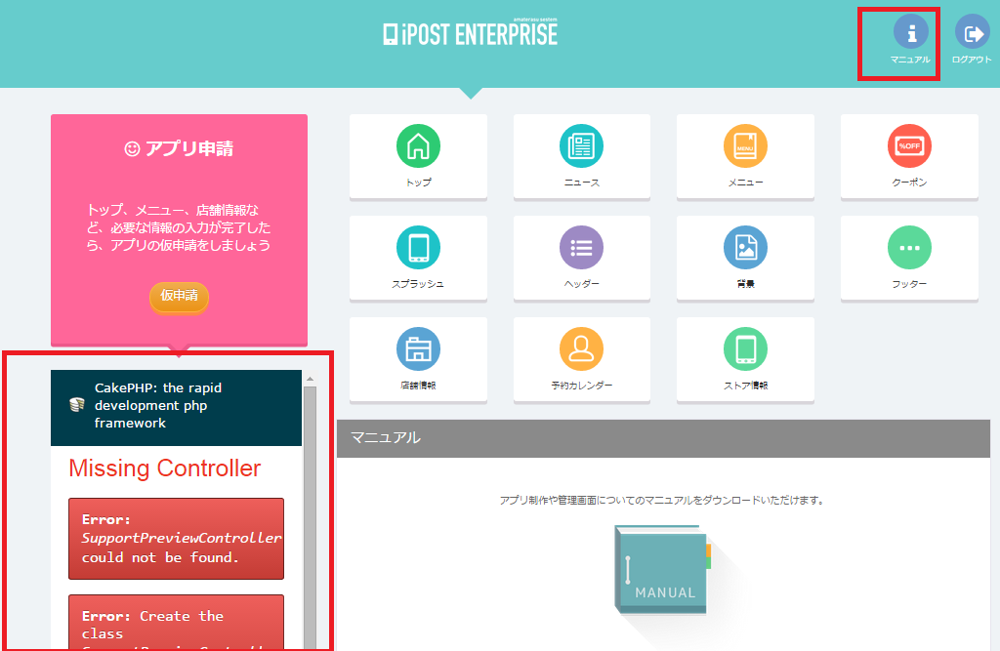 amaterasu system
iPOST ENTERPRISE
マニュアル
ログアウト
アプリ申請
トップ、メニュー、店舗情報な
ど、必要な情報の入力が完了した
ら、アプリの仮申請をしましょう
仮申請
トップ
ニュース
MENU
メニュー
%OFF
クーポン
スプラッシュ
ヘッダー
背景
フッター
店舗情報
予約カレンダー
ストア情報
CakePHP: the rapid
development php
framework
Missing Controller
Error:
SupportPreviewController
could not be found.
Error: Create the
class
マニュアル
アプリ制作や管理画面についてのマニュアルをダウンロードいただけます。
MANUAL